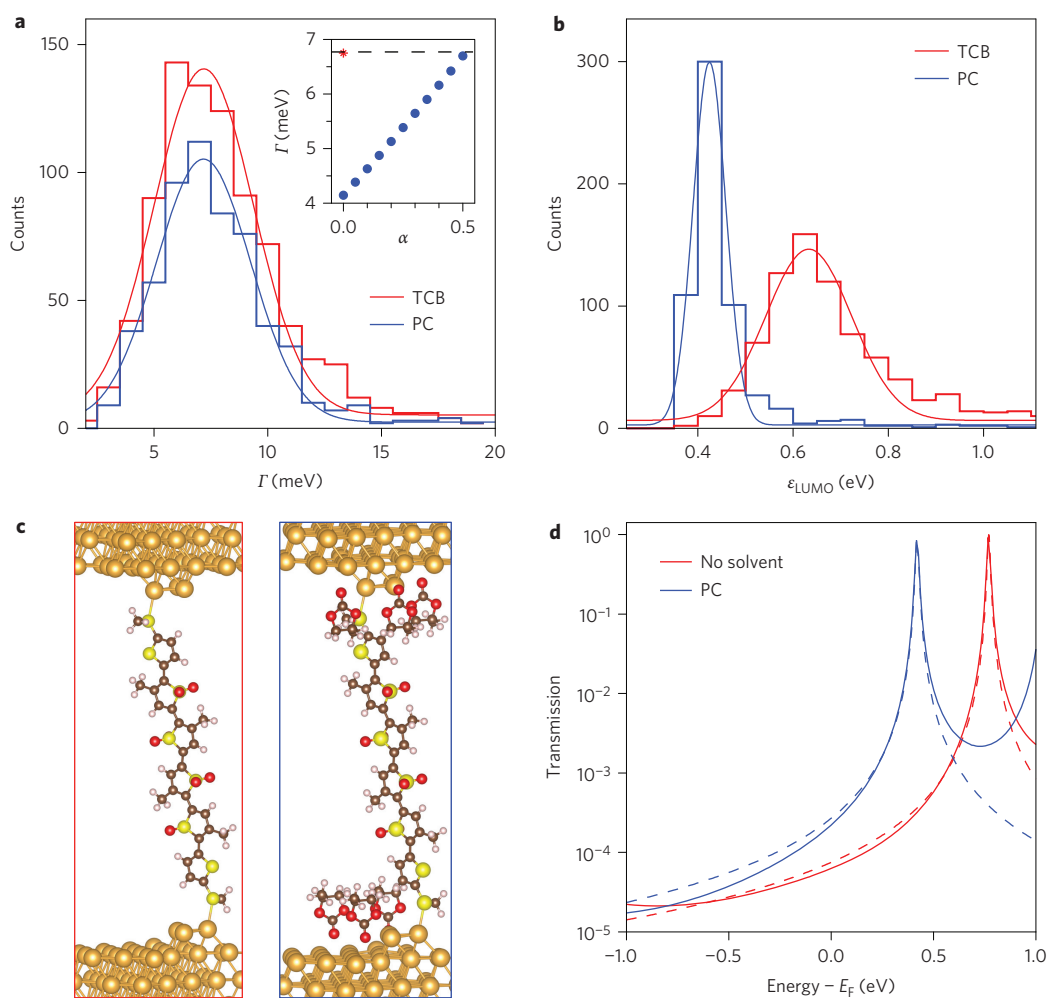 a
150
100
50
0
Counts
5
10
15
20
Γ (meV)
TCB
PC
7
6
5
4
Γ (meV)
0.0
0.5
α
b
300
200
100
0
Counts
0.4
0.6
0.8
1.0
ε_LUMO (eV)
TCB
PC
c
d
No solvent
PC
10⁰
10⁻¹
10⁻²
10⁻³
10⁻⁴
10⁻⁵
Transmission
−1.0
−0.5
0.0
0.5
1.0
Energy − E_F (eV)